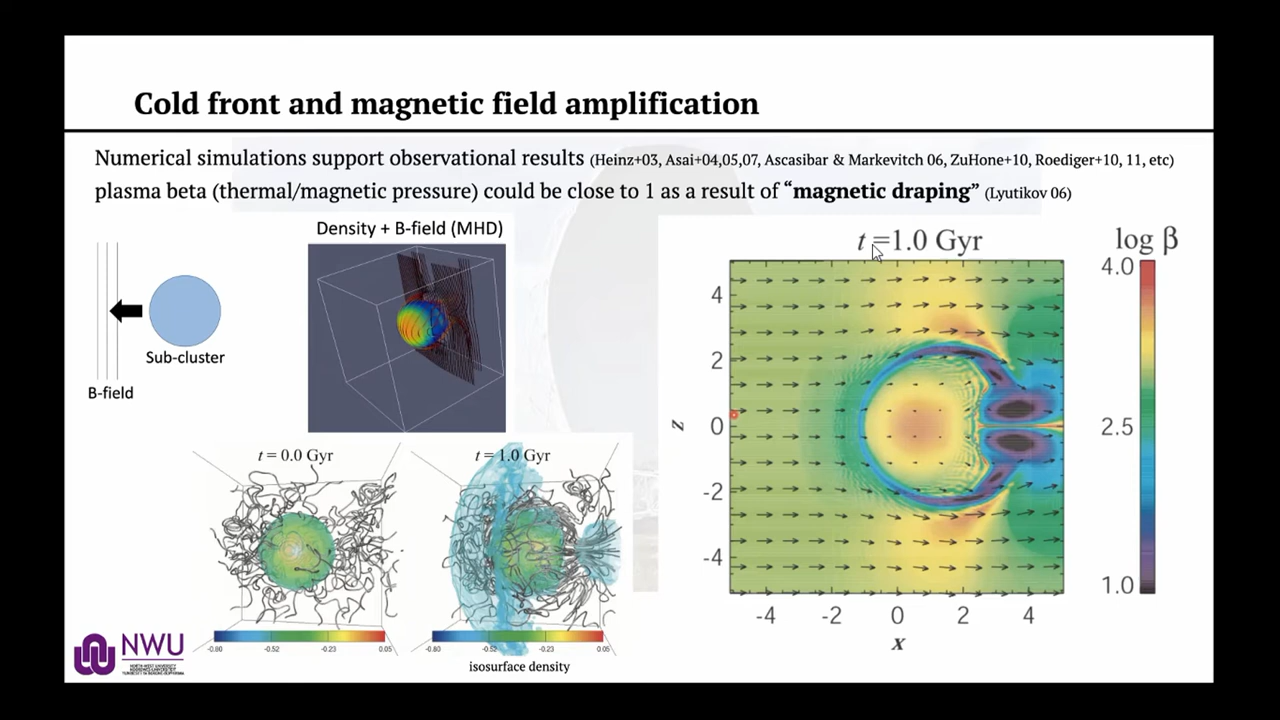 Cold front and magnetic field amplification
Numerical simulations support observational results (Heinz+03, Asai+04,05,07, Ascasibar & Markevitch 06, ZuHone+10, Roediger+10, 11, etc)
plasma beta (thermal/magnetic pressure) could be close to 1 as a result of “magnetic draping” (Lyutikov 06)
Density + B-field (MHD)
Sub-cluster
B-field
t = 0.0 Gyr
-0.80 -0.52 -0.23 0.05
t = 1.0 Gyr
-0.80 -0.52 -0.23 0.05
isosurface density
t =1.0 Gyr
log β
4.0
2.5
1.0
4
2
0
-2
-4
z
-4 -2 0 2 4
x
NWU